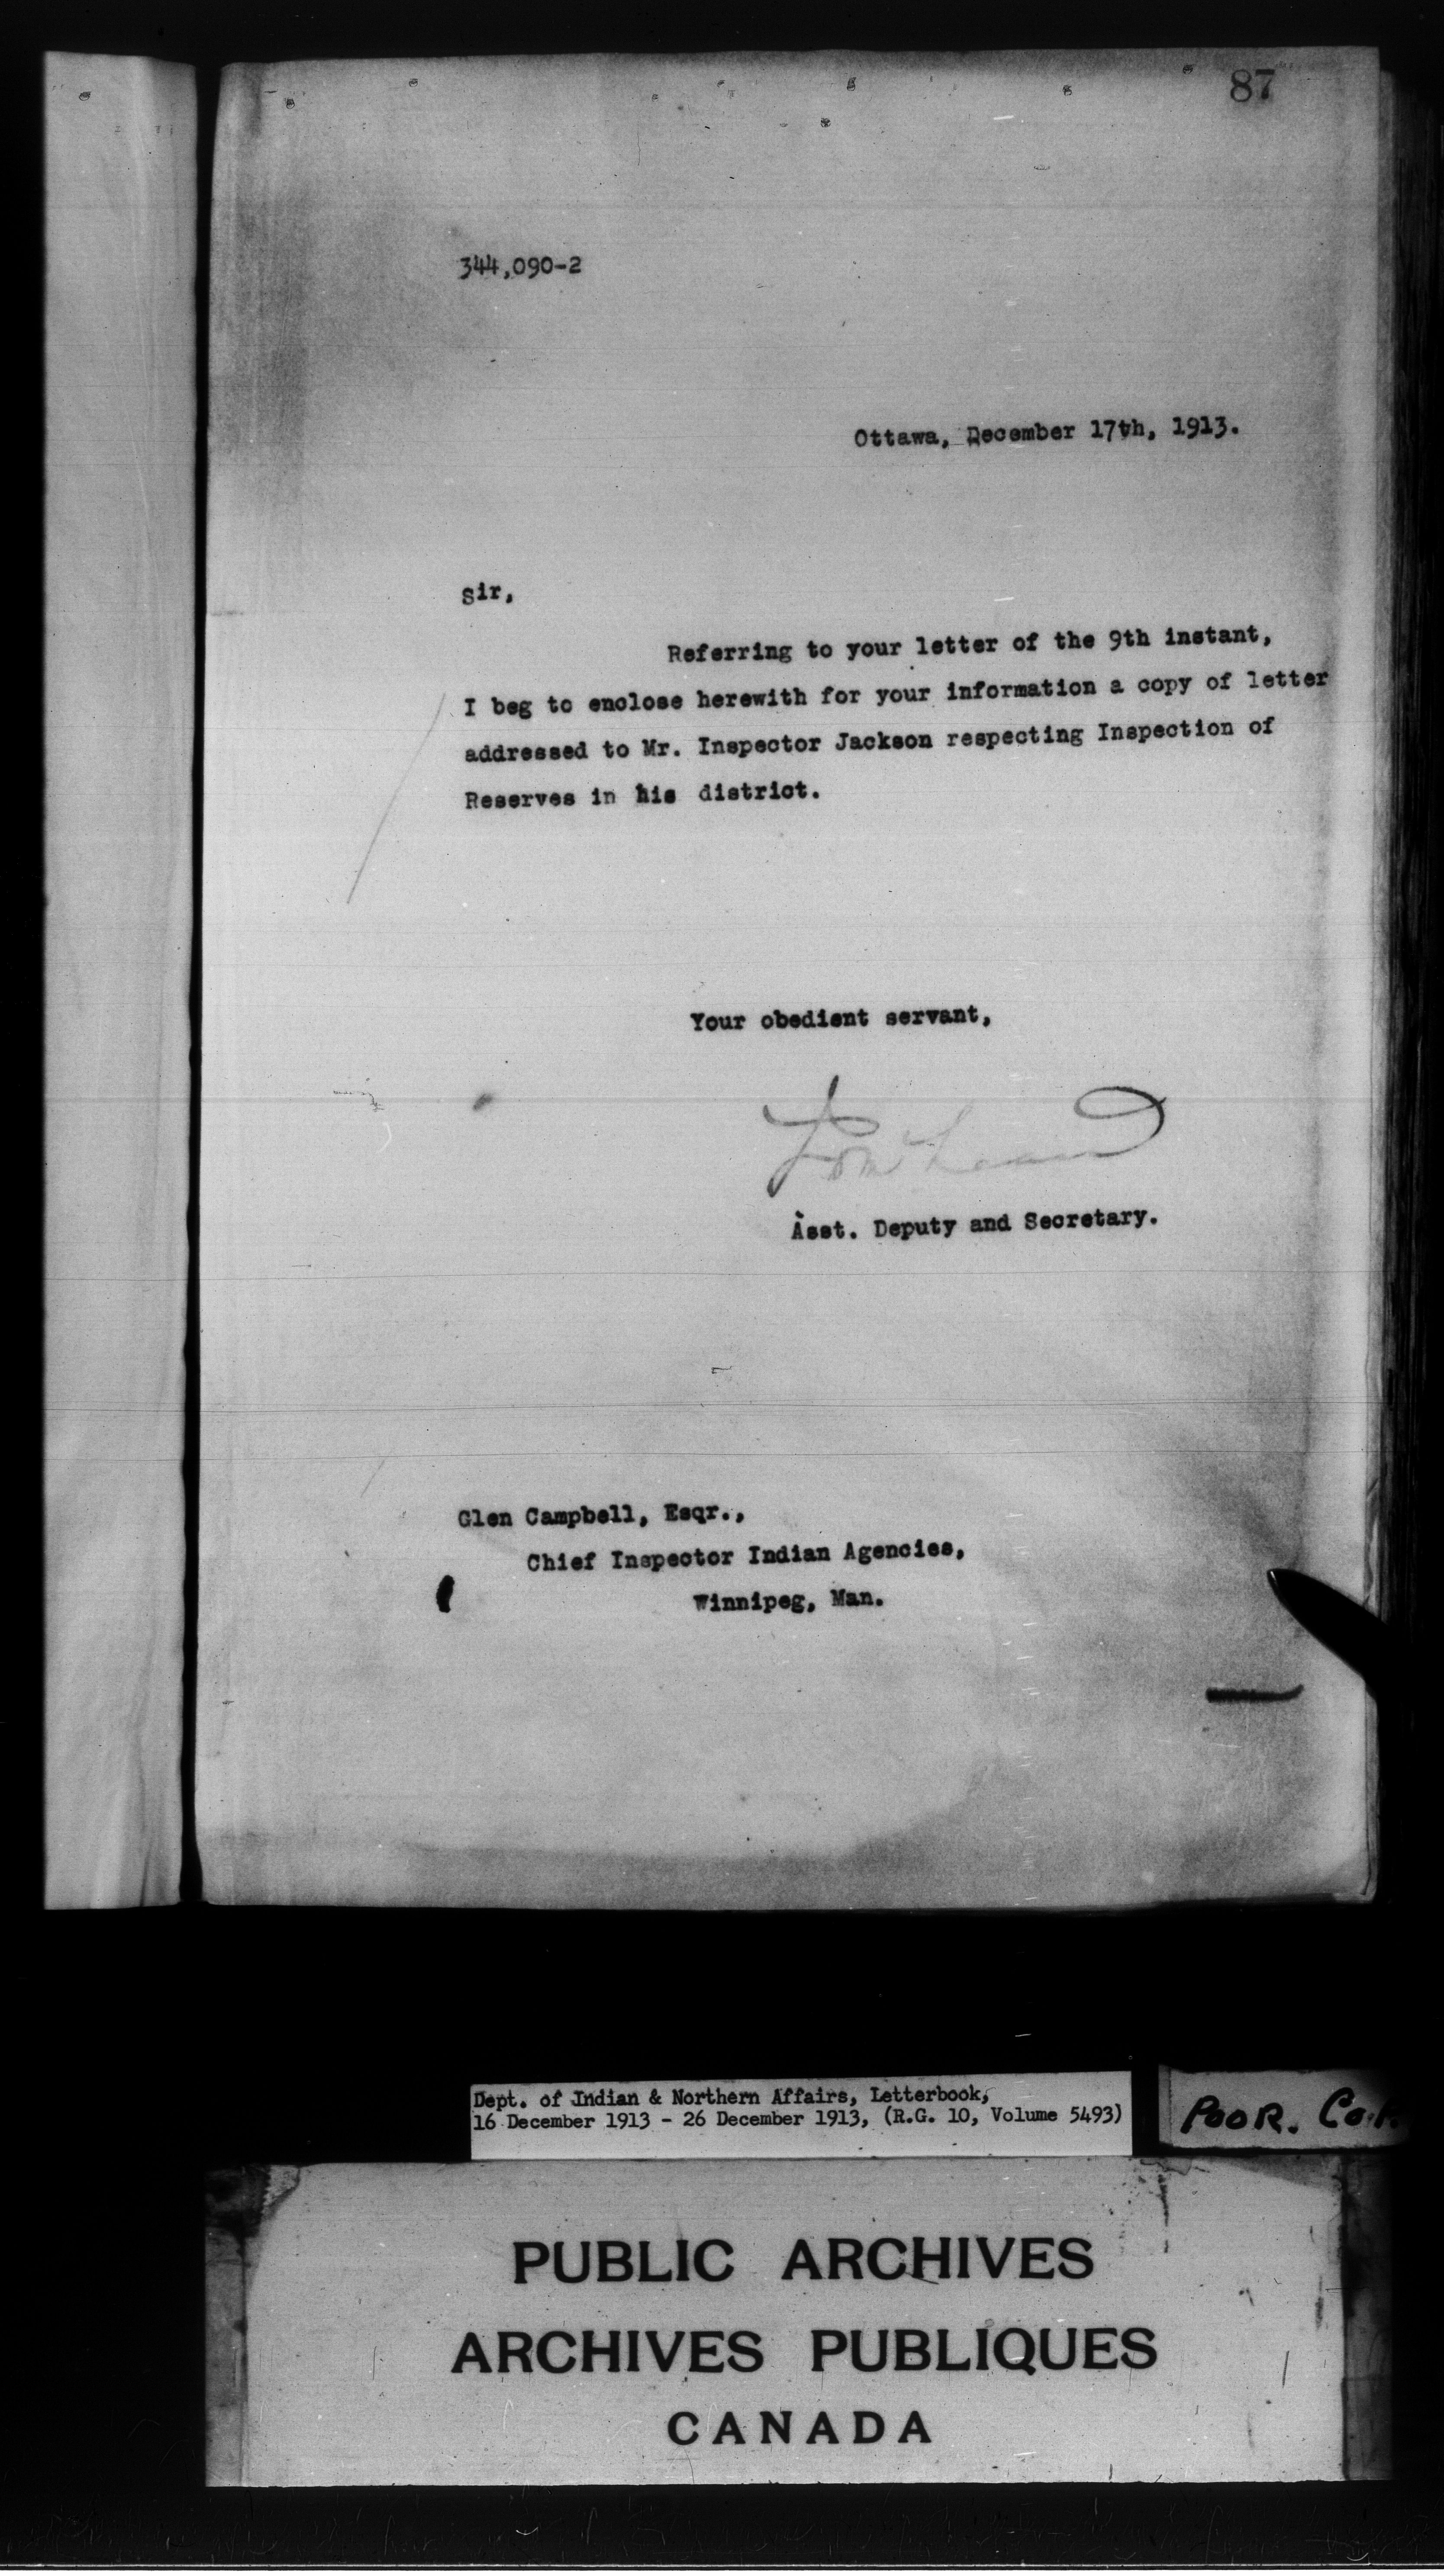 87
344,090-2
Ottawa, December 17th, 1913.
Sir,
Referring to your letter of the 9th instant,
I beg to enclose herewith for your information a copy of letter
addressed to Mr. Inspector Jackson respecting Inspection of
Reserves in his district.
Your obedient servant,
Asst. Deputy and Secretary.
Glen Campbell, Esqr.,
Chief Inspector Indian Agencies,
Winnipeg, Man.
Dept. of Indian & Northern Affairs, Letterbook,
16 December 1913 - 26 December 1913, (R.G. 10, Volume 5493)
POOR.
PUBLIC ARCHIVES
ARCHIVES PUBLIQUES
CANADA